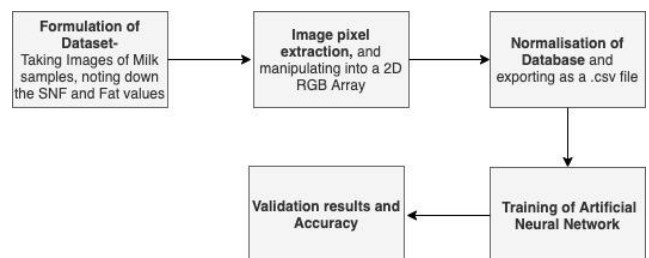 Formulation of
Dataset-
Taking Images of Milk
samples, noting down
the SNF and Fat values
Image pixel
extraction, and
manipulating into a 2D
RGB Array
Normalisation of
Database and
exporting as a .csv file
Training of Artificial
Neural Network
Validation results and
Accuracy